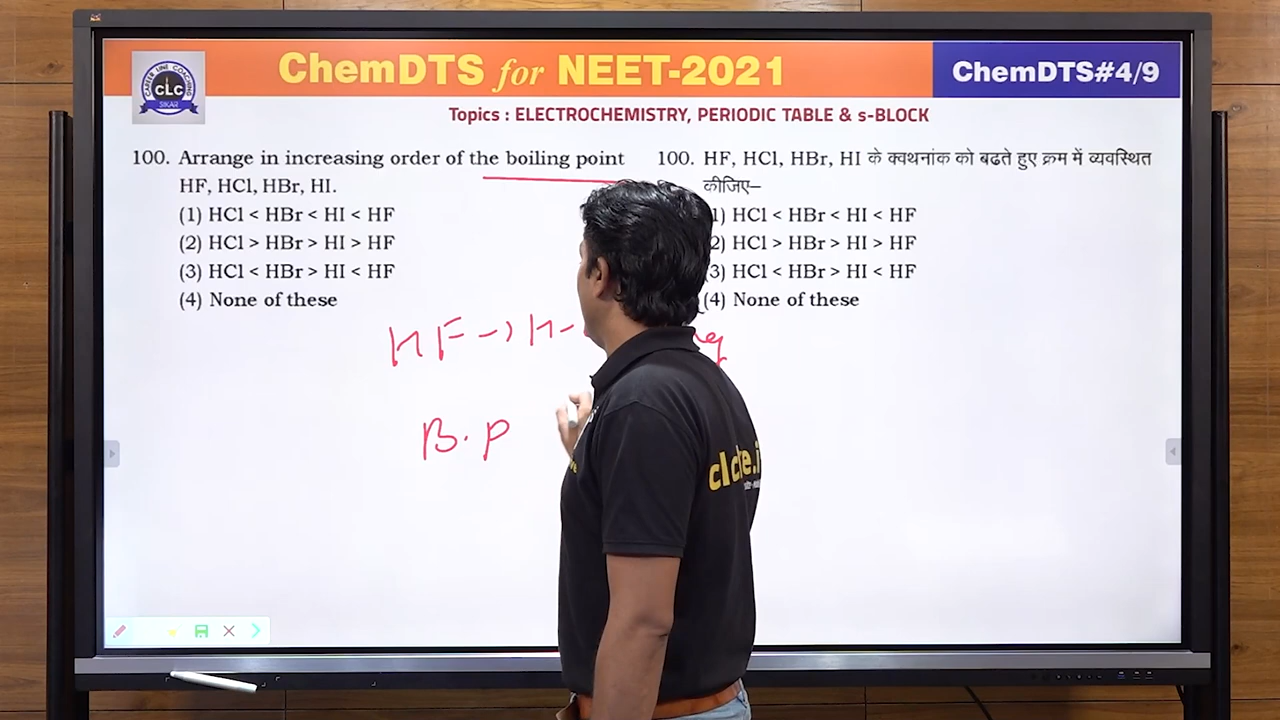 ChemDTS for NEET-2021
ChemDTS#4/9
CAREER LINE COACHING
CLC
SIKAR
Topics : ELECTROCHEMISTRY, PERIODIC TABLE & s-BLOCK
100. Arrange in increasing order of the boiling point
HF, HCl, HBr, HI.
(1) HCl < HBr < HI < HF
(2) HCl > HBr > HI > HF
(3) HCl < HBr > HI < HF
(4) None of these
100. HF, HCl, HBr, HI के क्वथनांक को बढते हुए क्रम में व्यवस्थित
कीजिए–
1) HCl < HBr < HI < HF
2) HCl > HBr > HI > HF
(3) HCl < HBr > HI < HF
(4) None of these
HF → H-
B.P